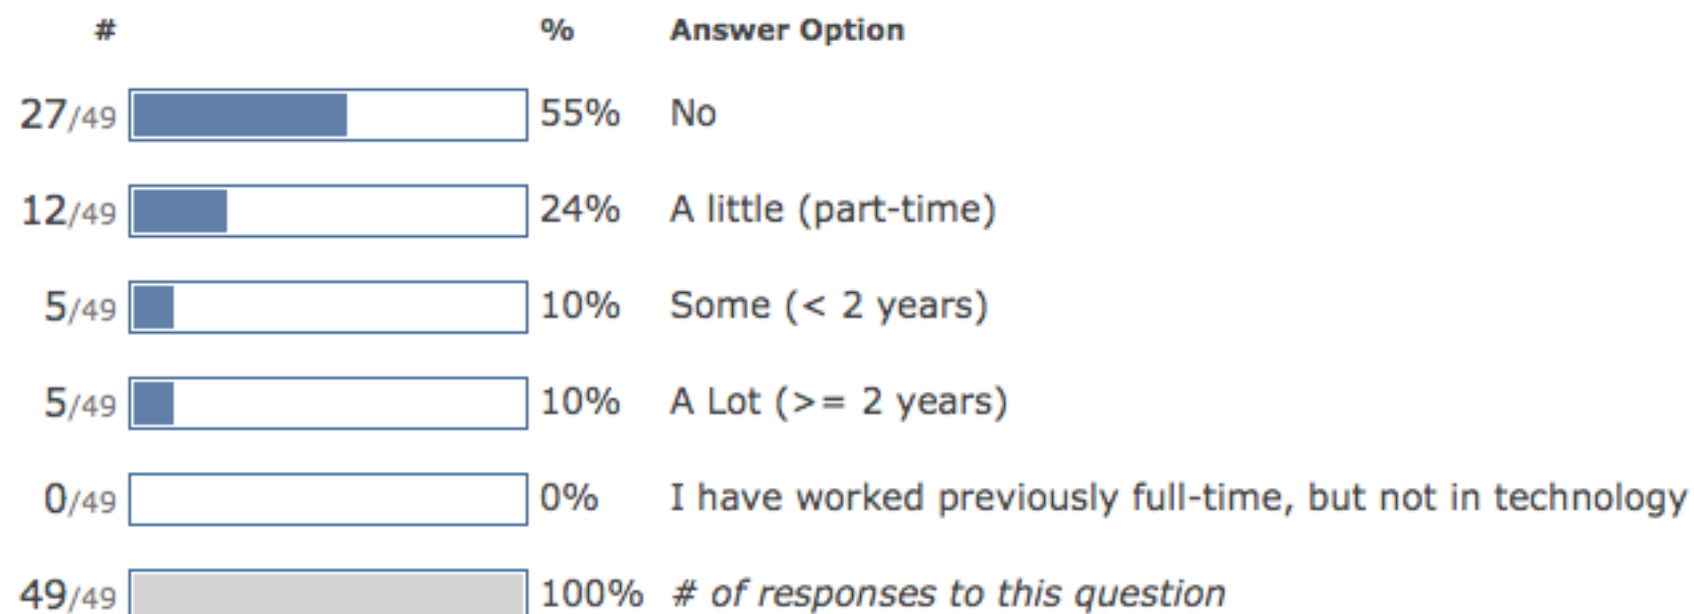 # % Answer Option
27/49 55% No
12/49 24% A little (part-time)
5/49 10% Some (< 2 years)
5/49 10% A Lot (>= 2 years)
0/49 0% I have worked previously full-time, but not in technology
49/49 100% # of responses to this question